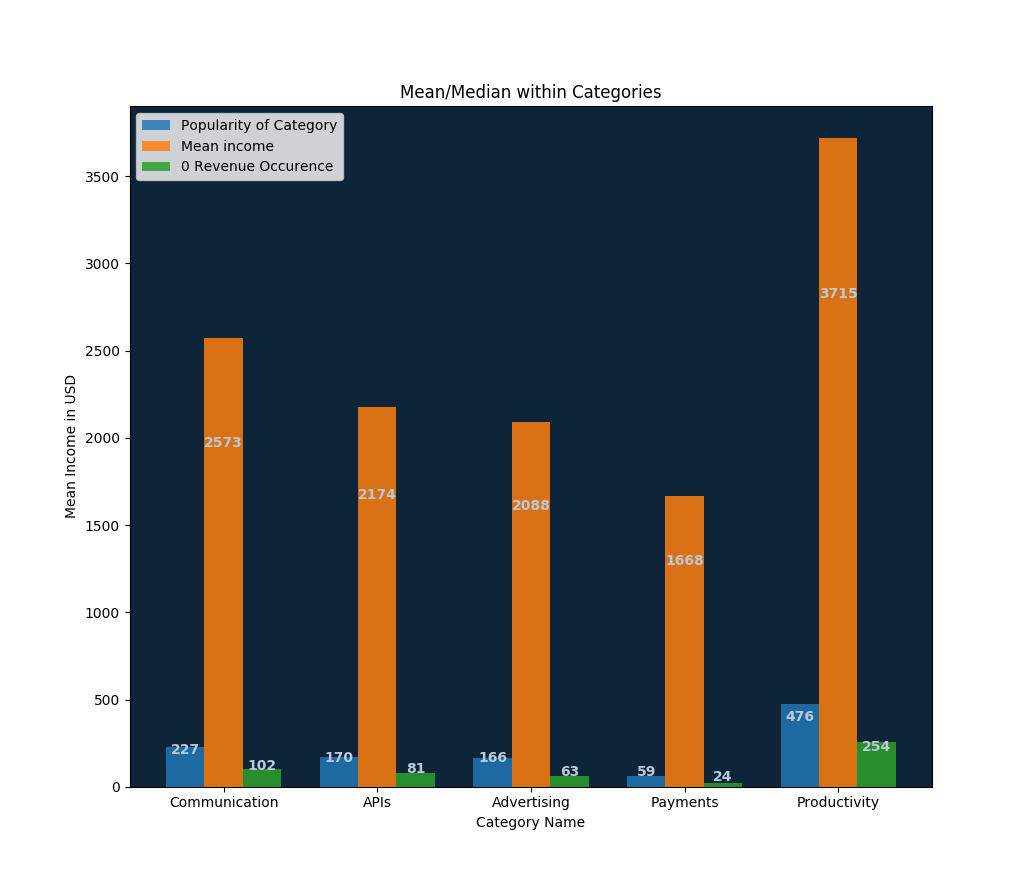 Mean/Median within Categories
Popularity of Category
Mean income
0 Revenue Occurence
3500
3000
2500
2000
1500
1000
500
0
Mean Income in USD
3715
2573
2174
2088
1668
227
102
170
81
166
63
59
24
476
254
Communication
APIs
Advertising
Payments
Productivity
Category Name